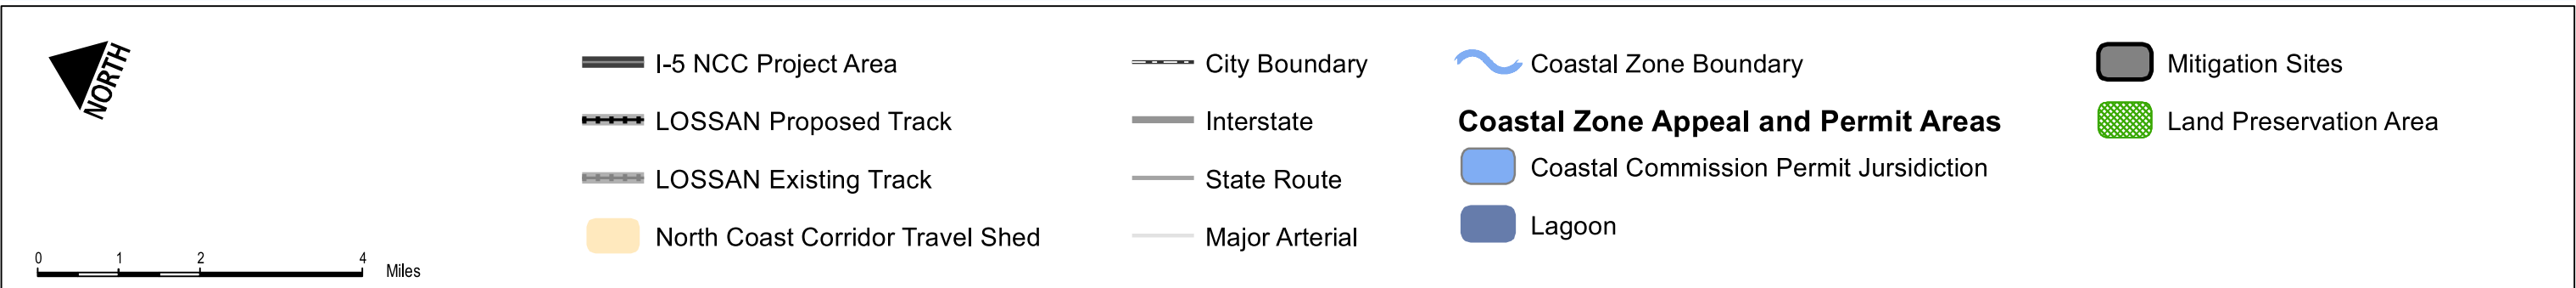 NORTH
0 1 2 4 Miles
I-5 NCC Project Area
LOSSAN Proposed Track
LOSSAN Existing Track
North Coast Corridor Travel Shed
City Boundary
Interstate
State Route
Major Arterial
Coastal Zone Boundary
Coastal Zone Appeal and Permit Areas
Coastal Commission Permit Jursidiction
Lagoon
Mitigation Sites
Land Preservation Area